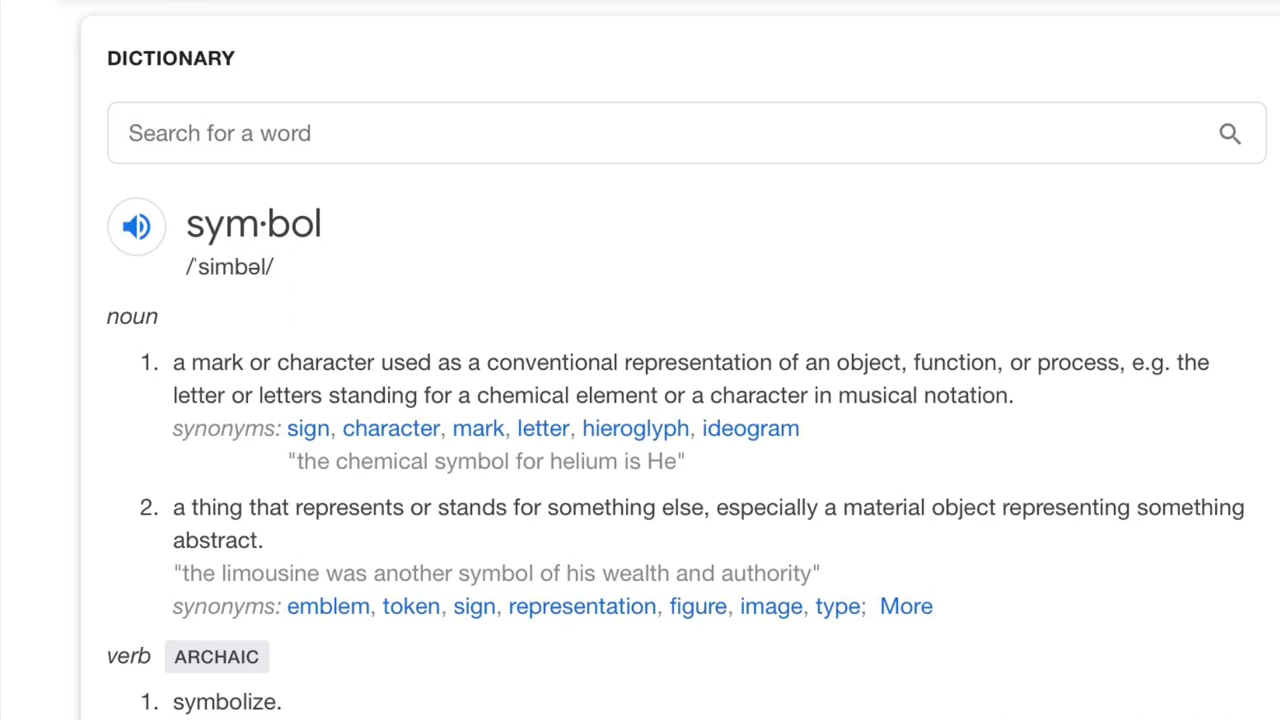 DICTIONARY
Search for a word
sym·bol
/ˈsimbəl/
noun
1. a mark or character used as a conventional representation of an object, function, or process, e.g. the
letter or letters standing for a chemical element or a character in musical notation.
synonyms: sign, character, mark, letter, hieroglyph, ideogram
"the chemical symbol for helium is He"
2. a thing that represents or stands for something else, especially a material object representing something
abstract.
"the limousine was another symbol of his wealth and authority"
synonyms: emblem, token, sign, representation, figure, image, type; More
verb ARCHAIC
1. symbolize.